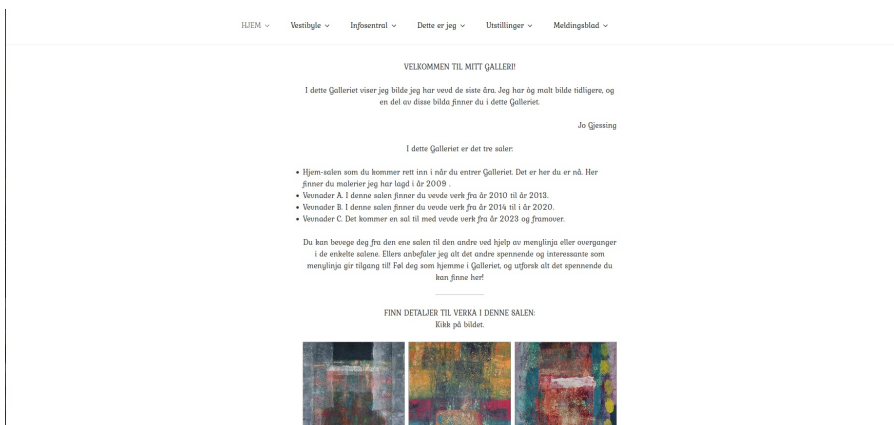 HJEM Vestibyle Infosentral Dette er jeg Utstillinger Meldingsblad
VELKOMMEN TIL MITT GALLERI!
I dette Galleriet viser jeg bilde jeg har vevd de siste åra. Jeg har òg malt bilde tidligere, og
en del av disse bilda finner du i dette Galleriet.
Jo Gjessing
I dette Galleriet er det tre saler:
• Hjem-salen som du kommer rett inn i når du entrer Galleriet. Det er her du er nå. Her
finner du malerier jeg har lagd i år 2009 .
• Vevnader A. I denne salen finner du vevde verk fra år 2010 til år 2013.
• Vevnader B. I denne salen finner du vevde verk fra år 2014 til i år 2020.
• Vevnader C. Det kommer en sal til med vevde verk fra år 2023 og framover.
Du kan bevege deg fra den ene salen til den andre ved hjelp av menylinja eller overganger
i de enkelte salene. Ellers anbefaler jeg alt det andre spennende og interessante som
menylinja gir tilgang til! Føl deg som hjemme i Galleriet, og utforsk alt det spennende du
kan finne her!
FINN DETALJER TIL VERKA I DENNE SALEN:
Kikk på bildet.